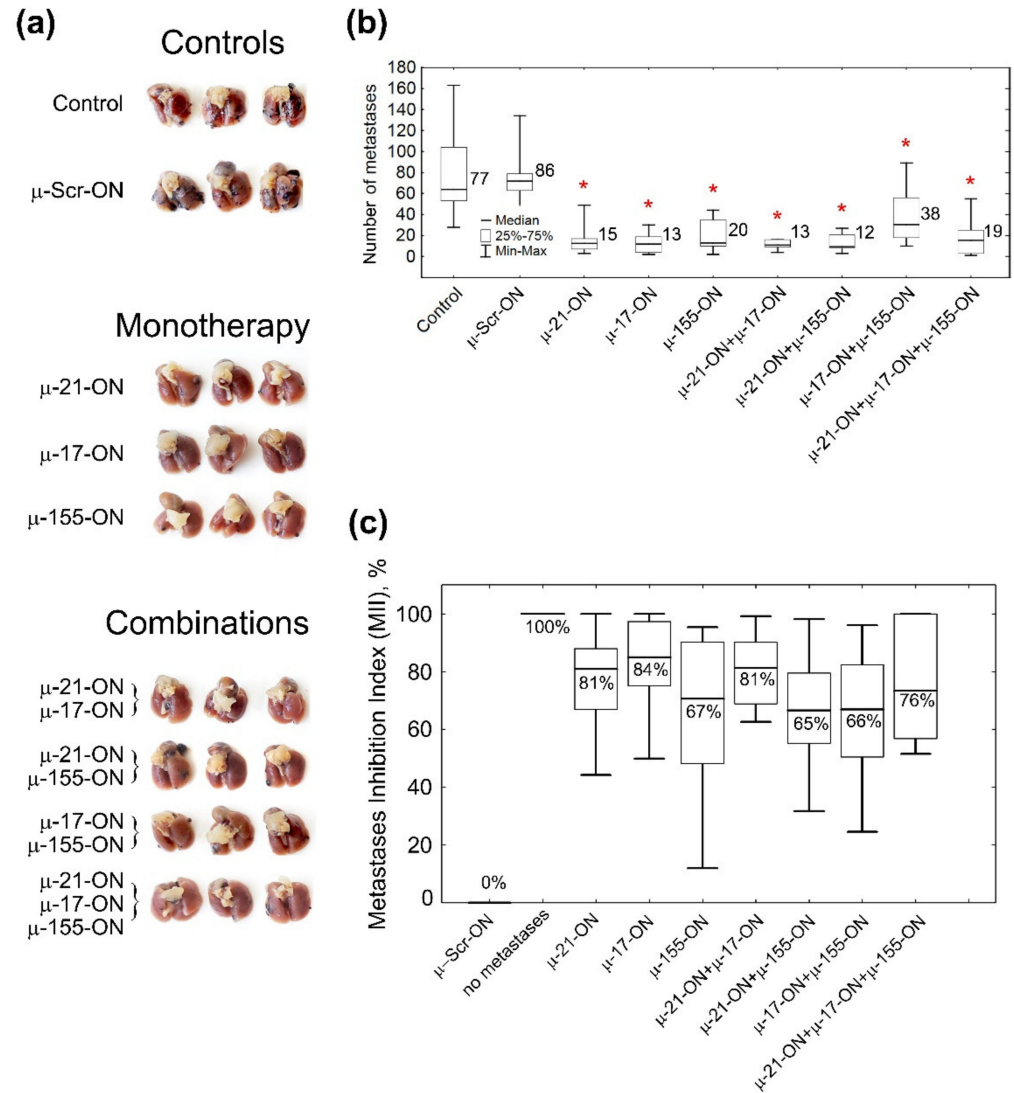 (a)
Controls
Control
μ-Scr-ON
Monotherapy
μ-21-ON
μ-17-ON
μ-155-ON
Combinations
μ-21-ON
μ-17-ON }
μ-21-ON
μ-155-ON }
μ-17-ON
μ-155-ON }
μ-21-ON
μ-17-ON }
μ-155-ON
(b)
Number of metastases
180
160
140
120
100
80
60
40
20
0
77
86
15
13
20
13
12
38
19
* * * * * * *
Median
25%-75%
Min-Max
Control
μ-Scr-ON
μ-21-ON
μ-17-ON
μ-155-ON
μ-21-ON+μ-17-ON
μ-21-ON+μ-155-ON
μ-17-ON+μ-155-ON
μ-21-ON+μ-17-ON+μ-155-ON
(c)
Metastases Inhibition Index (MII), %
100
80
60
40
20
0
0%
100%
81%
84%
67%
81%
65%
66%
76%
μ-Scr-ON
no metastases
μ-21-ON
μ-17-ON
μ-155-ON
μ-21-ON+μ-17-ON
μ-21-ON+μ-155-ON
μ-17-ON+μ-155-ON
μ-21-ON+μ-17-ON+μ-155-ON